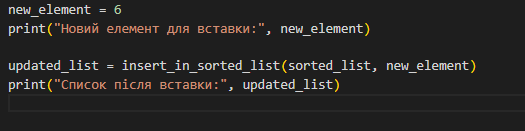 new_element = 6
print("Новий елемент для вставки:", new_element)
updated_list = insert_in_sorted_list(sorted_list, new_element)
print("Список після вставки:", updated_list)